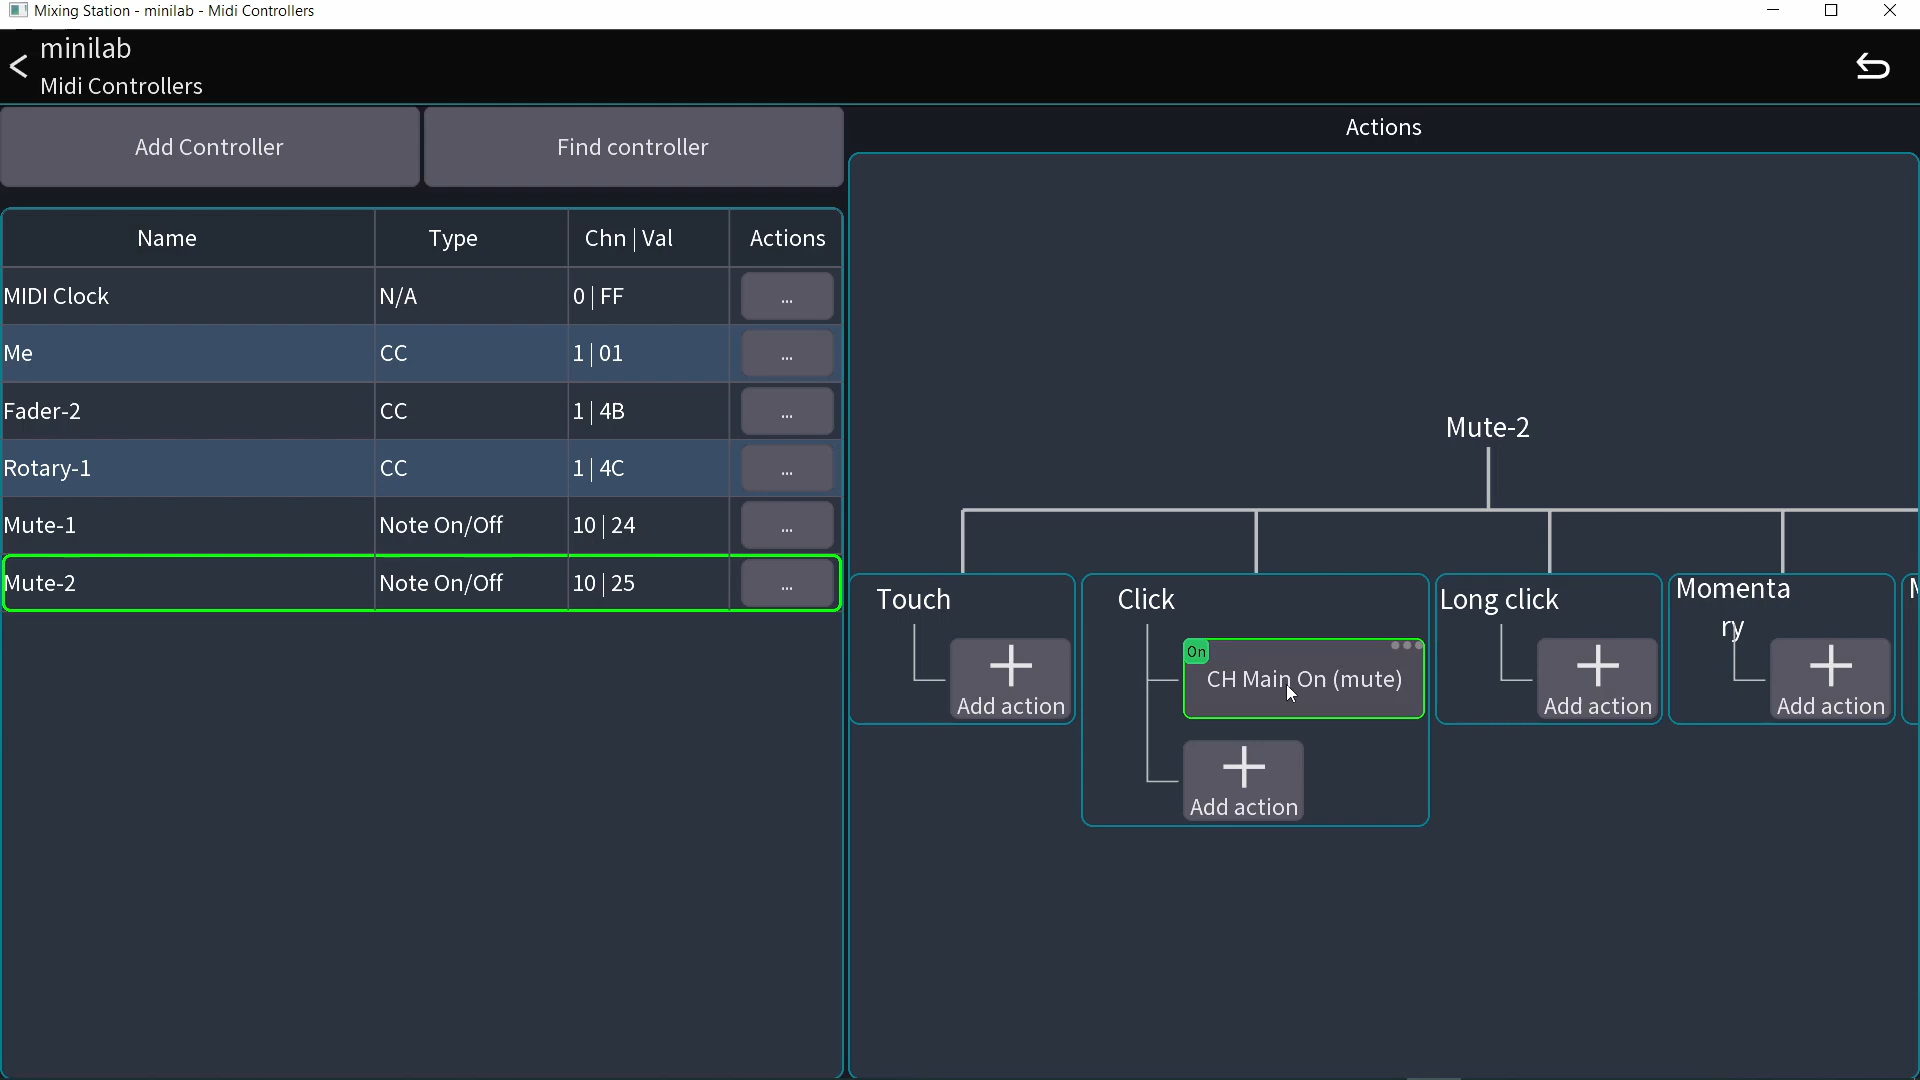 Mixing Station - minilab - Midi Controllers
minilab
Midi Controllers
Add Controller
Find controller
Actions
Name
Type
Chn | Val
Actions
MIDI Clock
N/A
0 | FF
...
Me
CC
1 | 01
...
Fader-2
CC
1 | 4B
...
Rotary-1
CC
1 | 4C
...
Mute-1
Note On/Off
10 | 24
...
Mute-2
Note On/Off
10 | 25
...
Mute-2
Touch
Add action
Click
On
CH Main On (mute)
Add action
Long click
Add action
Momenta
ry
Add action